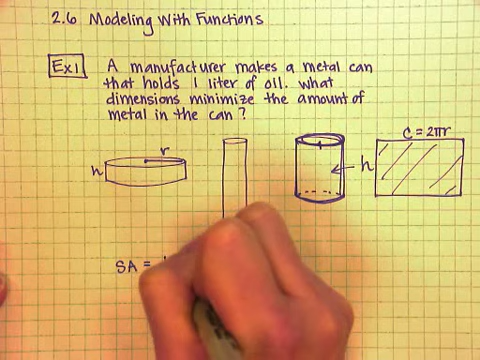 2.6 Modeling With Functions
Ex1 A manufacturer makes a metal can
that holds 1 liter of oil. What
dimensions minimize the amount of
metal in the can?
C = 2πr
r
h
h
SA =